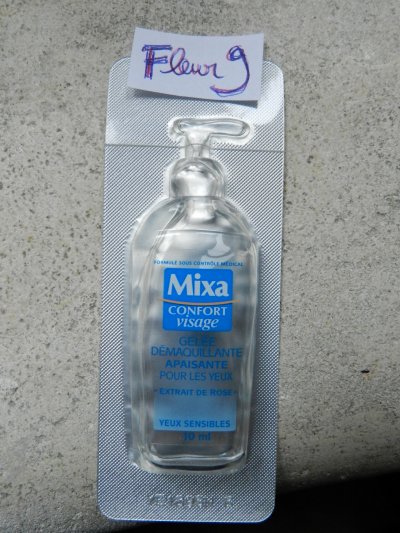 Fleur 9
FORMULE SOUS CONTRÔLE MÉDICAL
Mixa
CONFORT
visage
GELÉE
DÉMAQUILLANTE
APAISANTE
POUR LES YEUX
- EXTRAIT DE ROSE -
YEUX SENSIBLES
10 ml